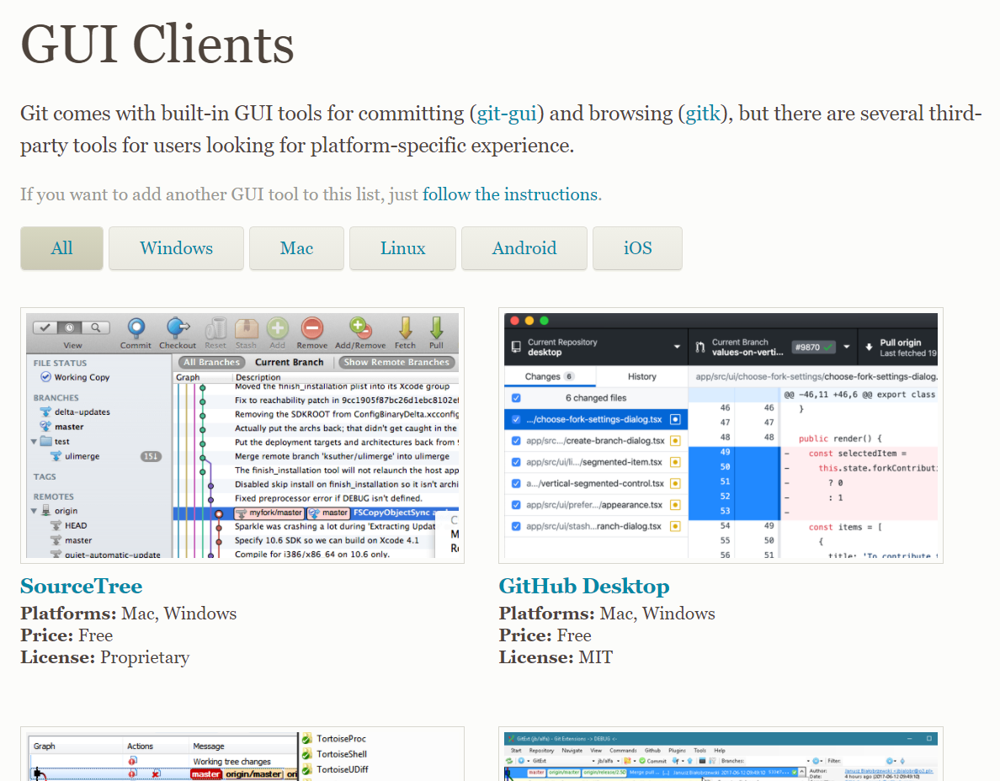 GUI Clients
Git comes with built-in GUI tools for committing (git-gui) and browsing (gitk), but there are several third-
party tools for users looking for platform-specific experience.
If you want to add another GUI tool to this list, just follow the instructions.
All Windows Mac Linux Android iOS
View Commit Checkout Reset Stash Add Remove Add/Remove Fetch Pull
FILE STATUS
Working Copy
BRANCHES
delta-updates
master
test
ulimerge 15↓
TAGS
REMOTES
origin
HEAD
master
quiet-automatic-update
All Branches Current Branch Show Remote Branches
Graph Description
Moved the finish_installation plist into its Xcode group
Fix to reachability patch in 9cc1905f87bc26d1ebc8102ef
Removing the SDKROOT from ConfigBinaryDelta.xcconfig
Actually put the archs back; that didn't get caught in the
Put the deployment targets and architectures back from
Merge remote branch 'ksuther/ulimerge' into ulimerge
The finish_installation tool will not relaunch the host app
Disabled skip install on finish_installation so it isn't archi
Fixed preprocessor error if DEBUG isn't defined.
myfork/master master FSCopyObjectSync
Sparkle was crashing a lot during 'Extracting Updat
Specify 10.6 SDK so we can build on Xcode 4.1
Compile for i386/x86_64 on 10.6 only.
Current Repository
desktop
Current Branch
values-on-verti... #9870
Pull origin
Last fetched 19
Changes 6 History
6 changed files
.../choose-fork-settings-dialog.tsx
app/src.../create-branch-dialog.tsx
app/src/ui/li.../segmented-item.tsx
a.../vertical-segmented-control.tsx
app/src/ui/prefer.../appearance.tsx
app/src/ui/stash...ranch-dialog.tsx
app/src/ui/choose-fork-settings/choose-fork-settings-dialog.
@@ -46,11 +46,6 @@ export class
46 46 }
47 47
48 48 public render() {
49 - const selectedItem =
50 - this.state.forkContributi
51 - ? 0
52 - : 1
53 -
54 49 const items = [
55 50 {
56 51 title: 'To contribute
SourceTree
Platforms: Mac, Windows
Price: Free
License: Proprietary
GitHub Desktop
Platforms: Mac, Windows
Price: Free
License: MIT
Graph Actions Message
Working tree changes
master origin/master ori
TortoiseProc
TortoiseShell
TortoiseUDiff
GitExt (jb/alfa) - Git Extensions -> DEBUG <-
Start Repository Navigate View Commands Github Plugins Tools Help
GitExt jb/alfa Commit Branches: Filter:
master origin/master origin/release/2.50 Merge pull
Author:
Date: 4 hours ago (2017-06-12 09:49:10)